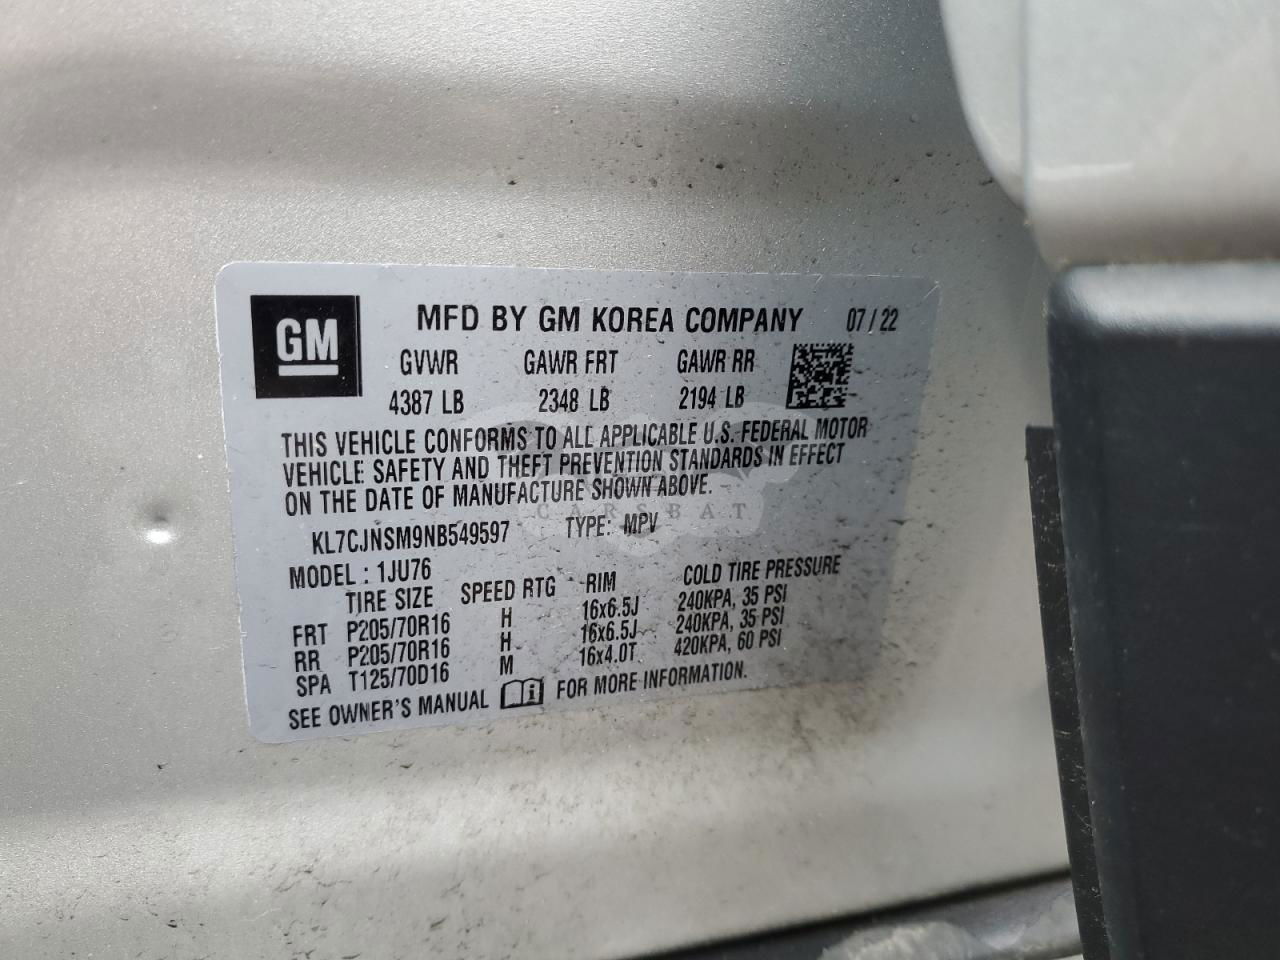 GM
MFD BY GM KOREA COMPANY 07/22
GVWR GAWR FRT GAWR RR
4387 LB 2348 LB 2194 LB
THIS VEHICLE CONFORMS TO ALL APPLICABLE U.S. FEDERAL MOTOR
VEHICLE SAFETY AND THEFT PREVENTION STANDARDS IN EFFECT
ON THE DATE OF MANUFACTURE SHOWN ABOVE.
CARSBAT
KL7CJNSM9NB549597 TYPE: MPV
MODEL : 1JU76
TIRE SIZE SPEED RTG RIM COLD TIRE PRESSURE
FRT P205/70R16 H 16x6.5J 240KPA, 35 PSI
RR P205/70R16 H 16x6.5J 240KPA, 35 PSI
SPA T125/70D16 M 16x4.0T 420KPA, 60 PSI
SEE OWNER'S MANUAL FOR MORE INFORMATION.